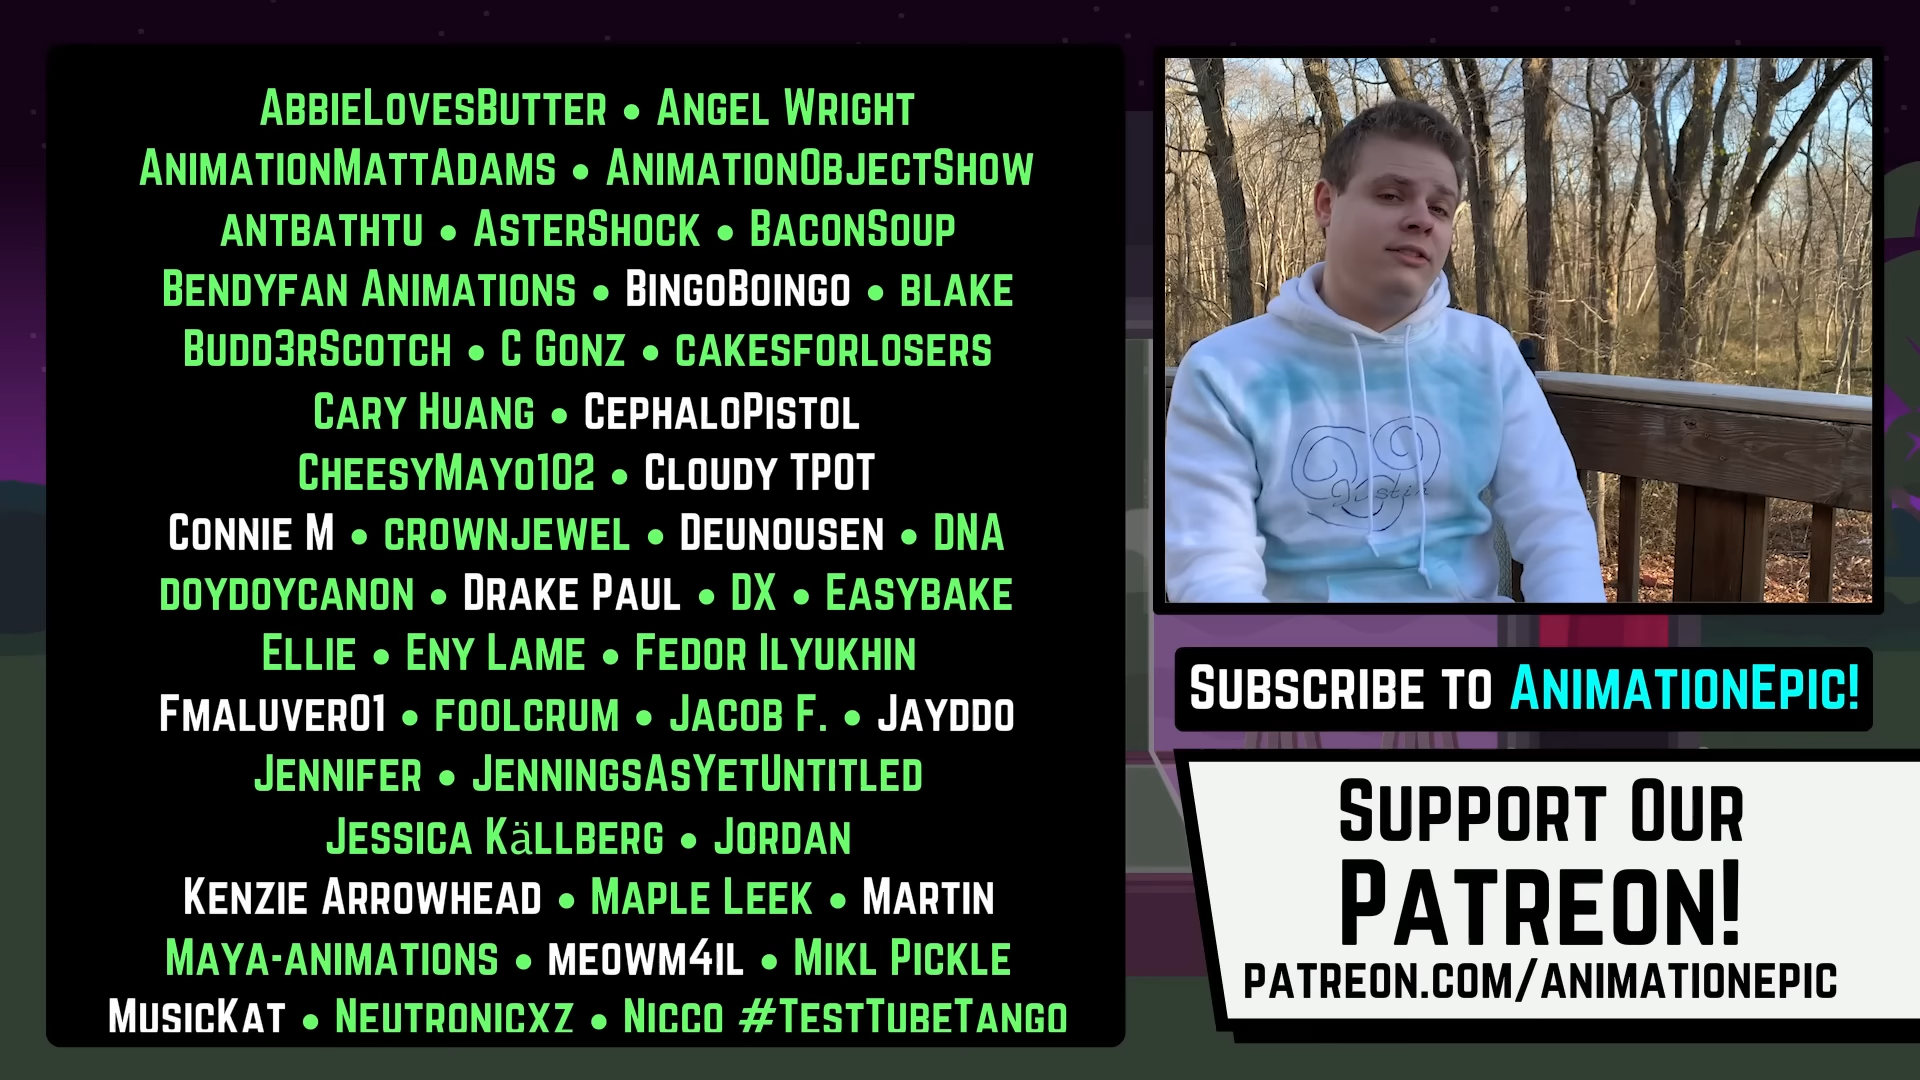 AbbieLovesButter • Angel Wright
AnimationMattAdams • AnimationObjectShow
antbathtu • AsterShock • BaconSoup
Bendyfan Animations • BingoBoingo • blake
Budd3rScotch • C Gonz • cakesforlosers
Cary Huang • CephaloPistol
CheesyMayo102 • Cloudy TPOT
Connie M • crownjewel • Deunousen • DNA
doydoycanon • Drake Paul • DX • Easybake
Ellie • Eny Lame • Fedor Ilyukhin
Fmaluver01 • foolcrum • Jacob F. • Jayddo
Jennifer • JenningsAsYetUntitled
Jessica Källberg • Jordan
Kenzie Arrowhead • Maple Leek • Martin
Maya-animations • meowm4il • Mikl Pickle
MusicKat • Neutronicxz • Nicco #TestTubeTango
Justin
Subscribe to AnimationEpic!
Support Our
Patreon!
patreon.com/animationepic